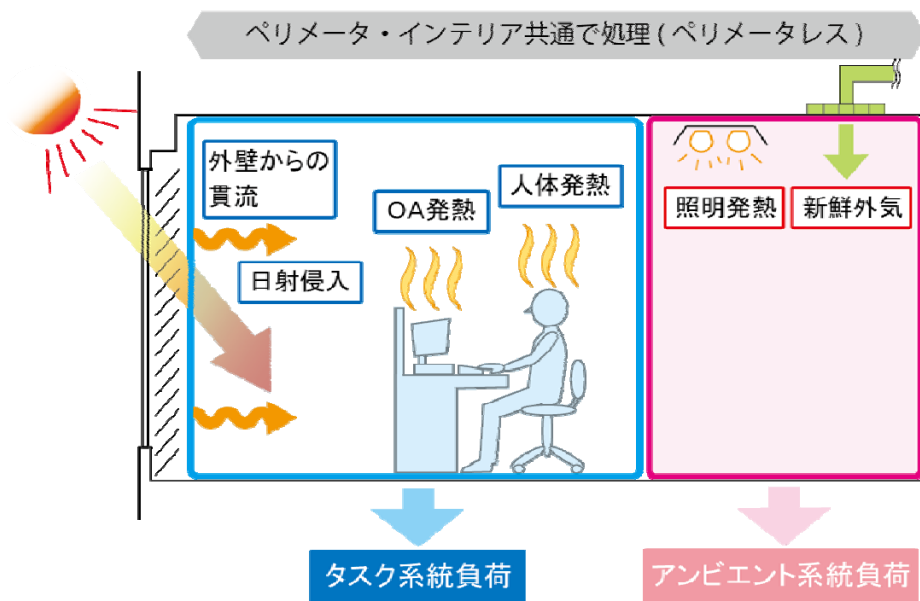 ペリメータ・インテリア共通で処理(ペリメータレス)
外壁からの
貫流
OA発熱
人体発熱
照明発熱
新鮮外気
日射侵入
タスク系統負荷
アンビエント系統負荷